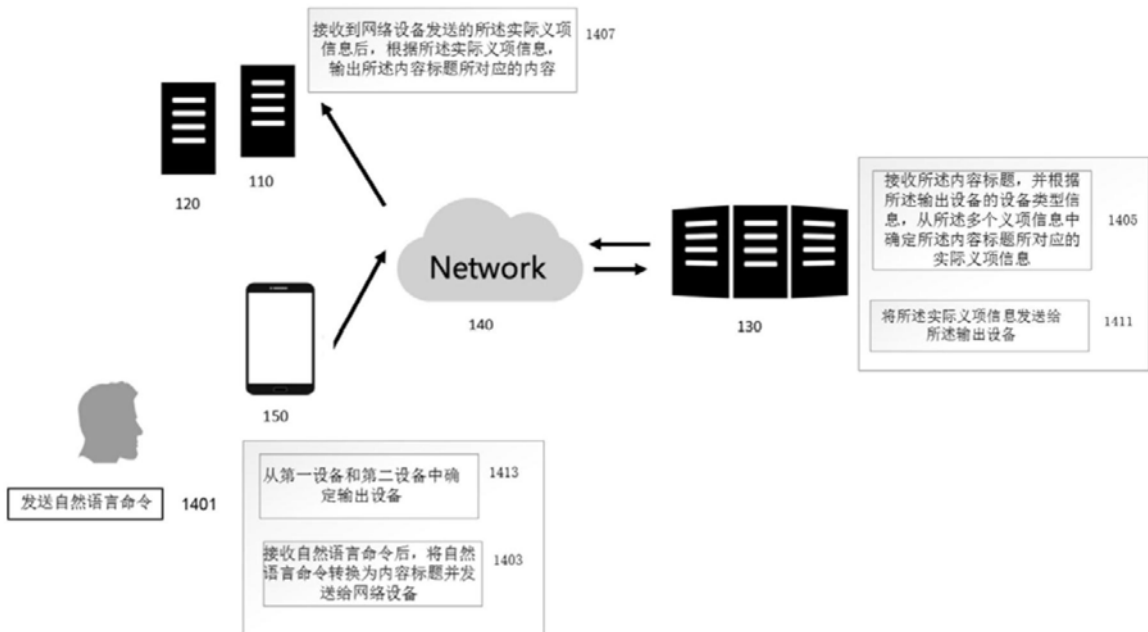 接收到网络设备发送的所述实际义项
信息后，根据所述实际义项信息，
输出所述内容标题所对应的内容
1407
120
110
Network
140
130
接收所述内容标题，并根据
所述输出设备的设备类型信
息，从所述多个义项信息中
确定所述内容标题所对应的
实际义项信息
1405
将所述实际义项信息发送给
所述输出设备
1411
150
发送自然语言命令
1401
从第一设备和第二设备中确
定输出设备
1413
接收自然语言命令后，将自然
语言命令转换为内容标题并发
送给网络设备
1403